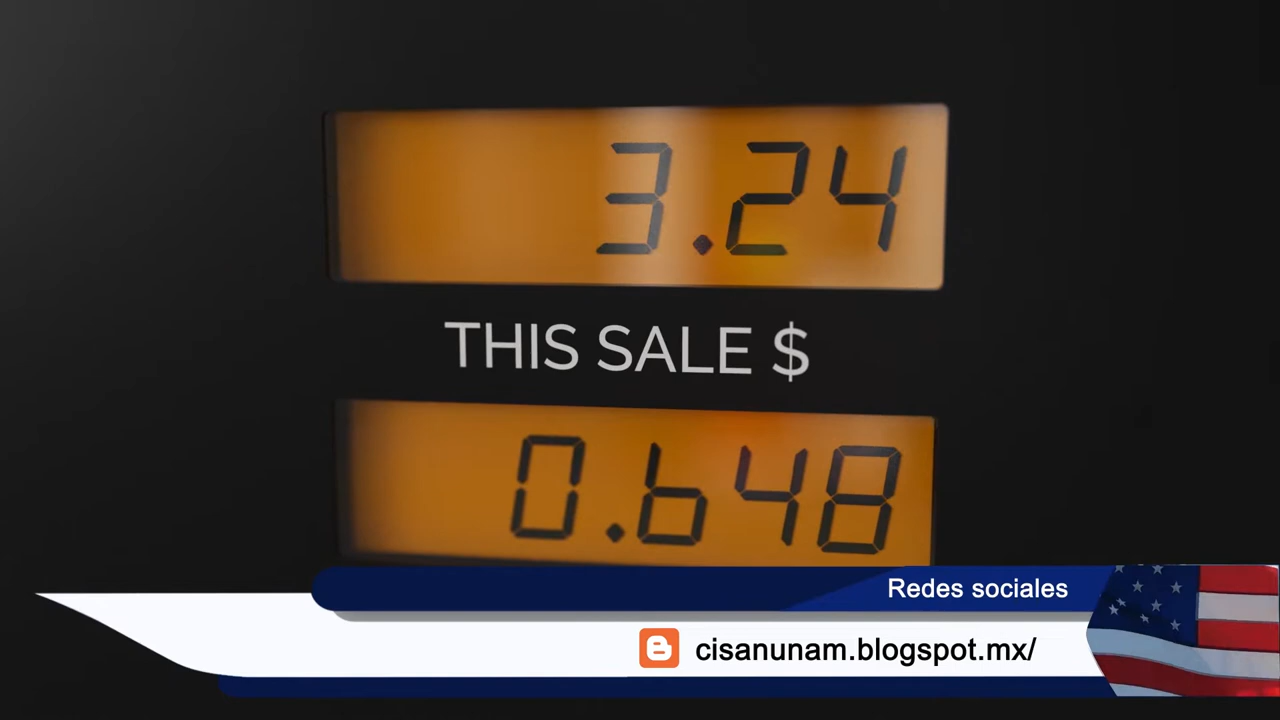 3.24
THIS SALE $
0.648
Redes sociales
cisanunam.blogspot.mx/